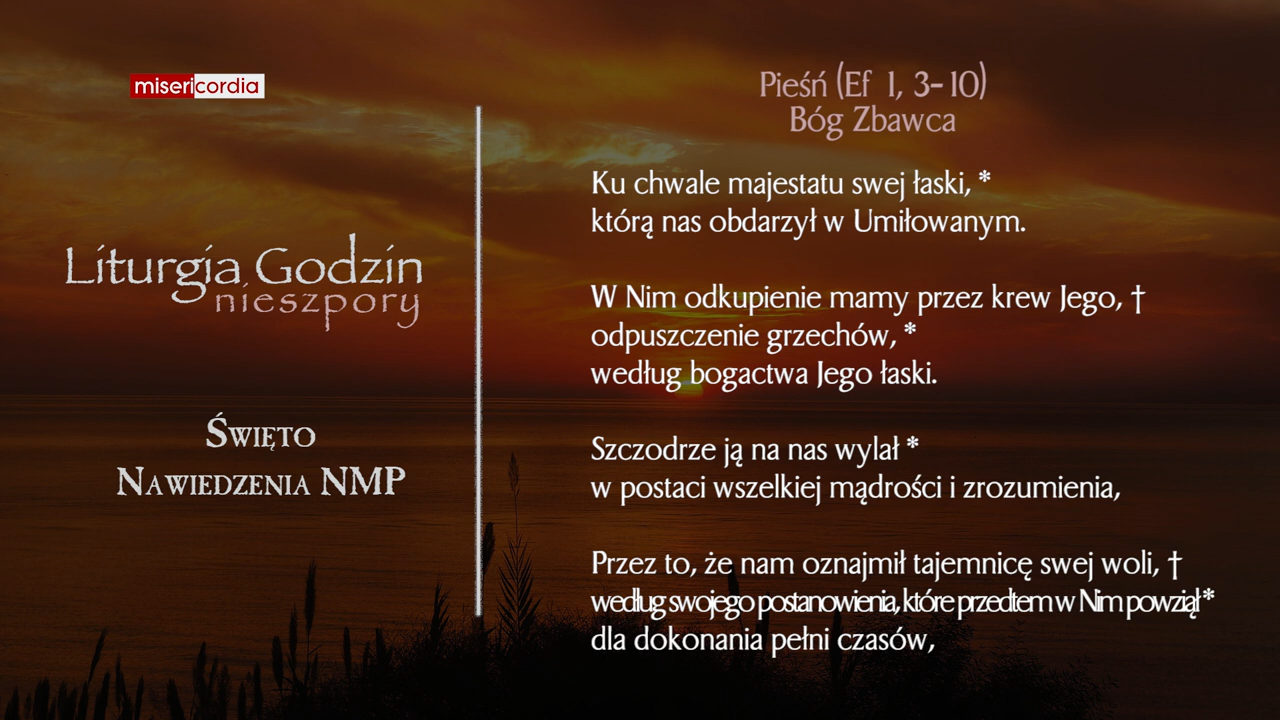 misericordia
Liturgia Godzin
nieszpory
Święto
Nawiedzenia NMP
Pieśń (Ef 1, 3-10)
Bóg Zbawca
Ku chwale majestatu swej łaski, *
którą nas obdarzył w Umiłowanym.
W Nim odkupienie mamy przez krew Jego, †
odpuszczenie grzechów, *
według bogactwa Jego łaski.
Szczodrze ją na nas wylał *
w postaci wszelkiej mądrości i zrozumienia,
Przez to, że nam oznajmił tajemnicę swej woli, †
według swojego postanowienia, które przedtem w Nim powziął *
dla dokonania pełni czasów,